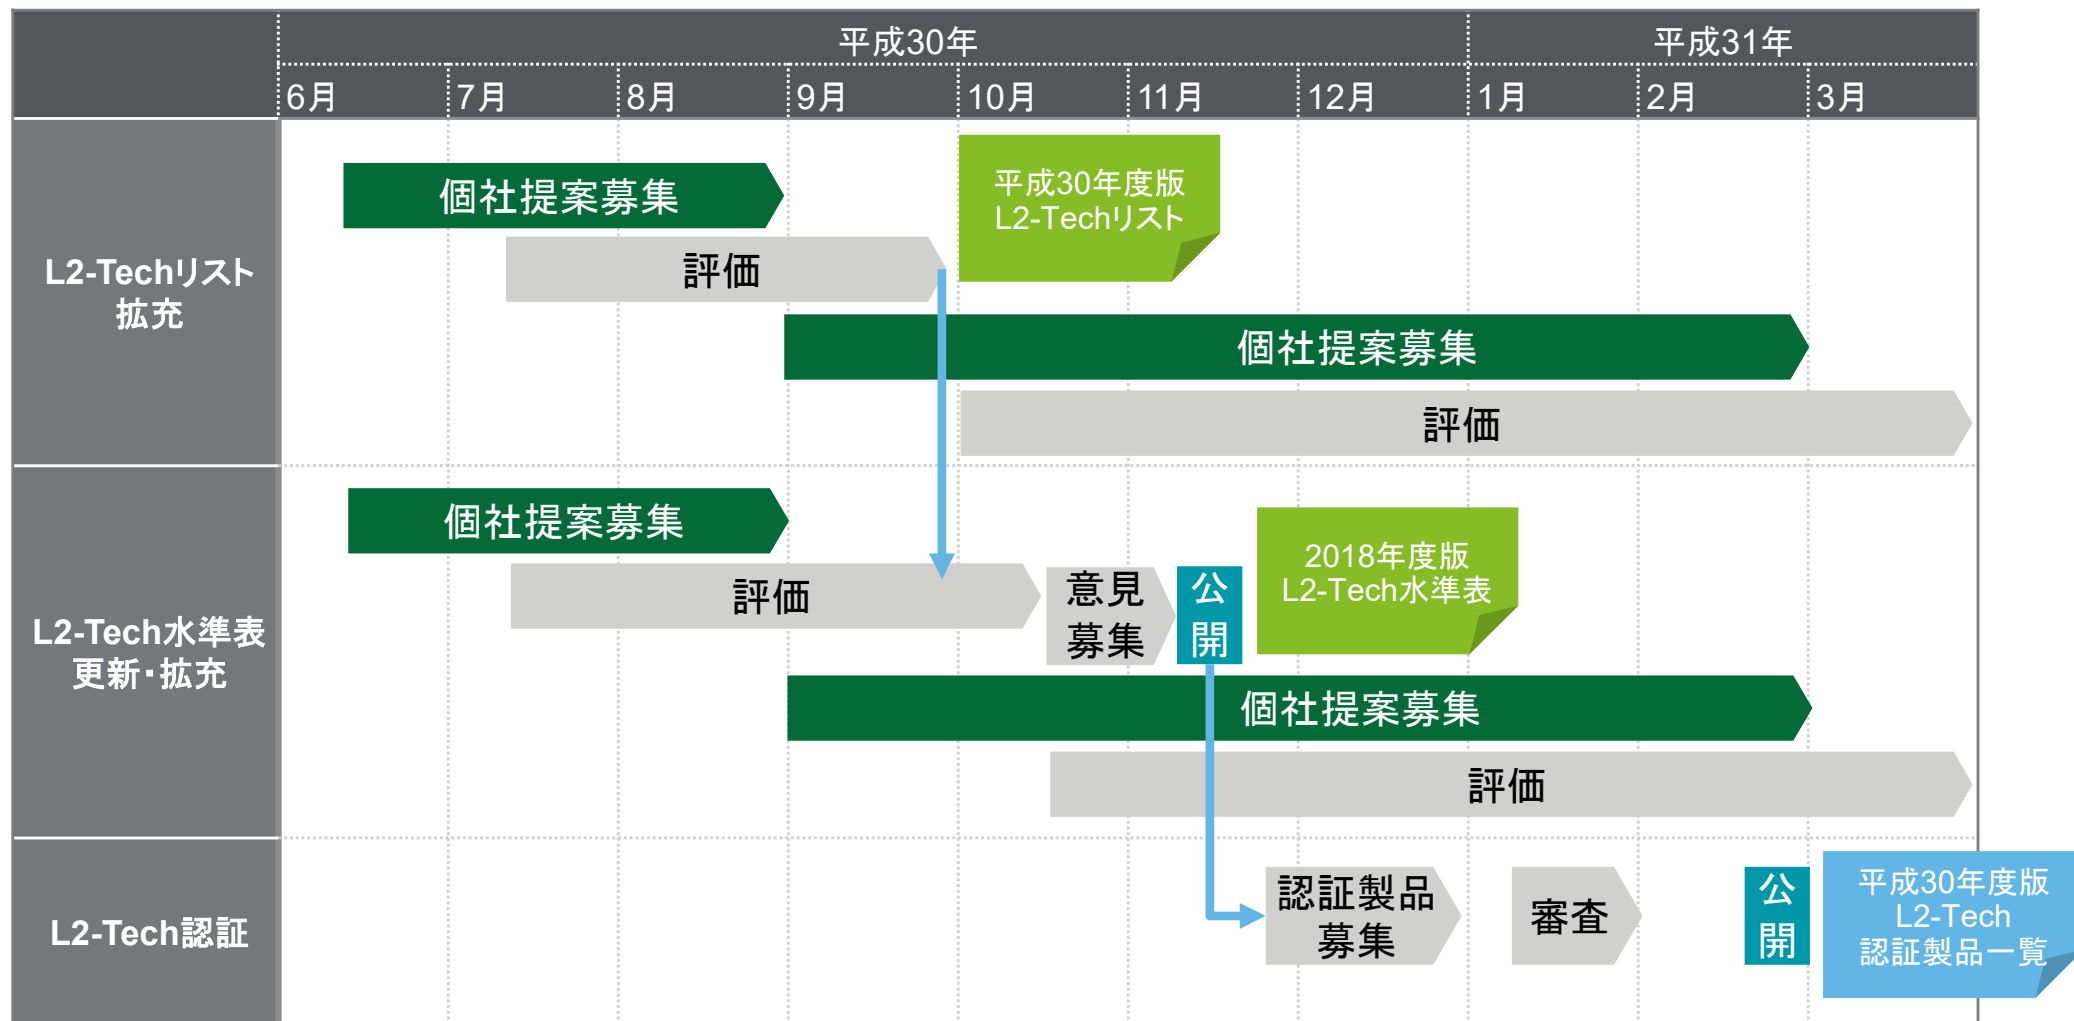 平成30年
平成31年
6月
7月
8月
9月
10月
11月
12月
1月
2月
3月
L2-Techリスト
拡充
個社提案募集
評価
平成30年度版
L2-Techリスト
個社提案募集
評価
L2-Tech水準表
更新・拡充
個社提案募集
評価
意見
募集
公
開
2018年度版
L2-Tech水準表
個社提案募集
評価
L2-Tech認証
認証製品
募集
審査
公
開
平成30年度版
L2-Tech
認証製品一覧